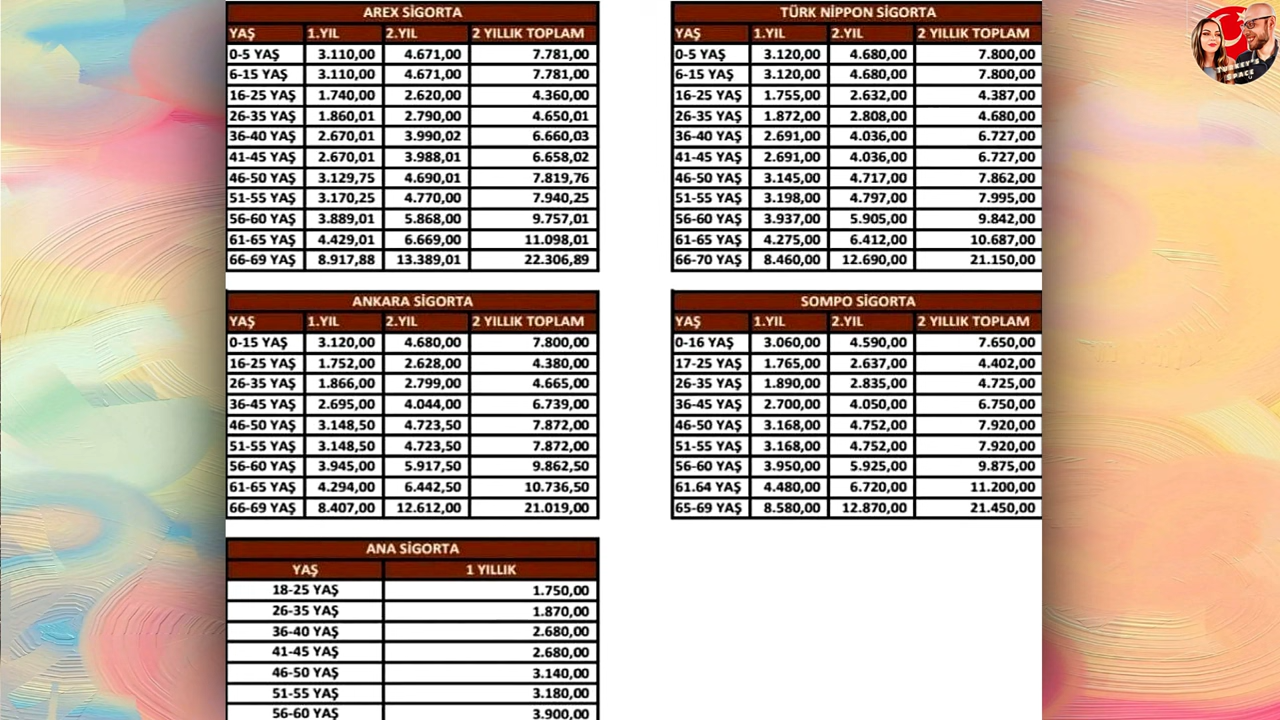 AREX SİGORTA
YAŞ 1.YIL 2.YIL 2 YILLIK TOPLAM
0-5 YAŞ 3.110,00 4.671,00 7.781,00
6-15 YAŞ 3.110,00 4.671,00 7.781,00
16-25 YAŞ 1.740,00 2.620,00 4.360,00
26-35 YAŞ 1.860,01 2.790,00 4.650,01
36-40 YAŞ 2.670,01 3.990,02 6.660,03
41-45 YAŞ 2.670,01 3.988,01 6.658,02
46-50 YAŞ 3.129,75 4.690,01 7.819,76
51-55 YAŞ 3.170,25 4.770,00 7.940,25
56-60 YAŞ 3.889,01 5.868,00 9.757,01
61-65 YAŞ 4.429,01 6.669,00 11.098,01
66-69 YAŞ 8.917,88 13.389,01 22.306,89
TÜRK NİPPON SİGORTA
YAŞ 1.YIL 2.YIL 2 YILLIK TOPLAM
0-5 YAŞ 3.120,00 4.680,00 7.800,00
6-15 YAŞ 3.120,00 4.680,00 7.800,00
16-25 YAŞ 1.755,00 2.632,00 4.387,00
26-35 YAŞ 1.872,00 2.808,00 4.680,00
36-40 YAŞ 2.691,00 4.036,00 6.727,00
41-45 YAŞ 2.691,00 4.036,00 6.727,00
46-50 YAŞ 3.145,00 4.717,00 7.862,00
51-55 YAŞ 3.198,00 4.797,00 7.995,00
56-60 YAŞ 3.937,00 5.905,00 9.842,00
61-65 YAŞ 4.275,00 6.412,00 10.687,00
66-70 YAŞ 8.460,00 12.690,00 21.150,00
TURKEY'S
SPACE
ANKARA SİGORTA
YAŞ 1.YIL 2.YIL 2 YILLIK TOPLAM
0-15 YAŞ 3.120,00 4.680,00 7.800,00
16-25 YAŞ 1.752,00 2.628,00 4.380,00
26-35 YAŞ 1.866,00 2.799,00 4.665,00
36-45 YAŞ 2.695,00 4.044,00 6.739,00
46-50 YAŞ 3.148,50 4.723,50 7.872,00
51-55 YAŞ 3.148,50 4.723,50 7.872,00
56-60 YAŞ 3.945,00 5.917,50 9.862,50
61-65 YAŞ 4.294,00 6.442,50 10.736,50
66-69 YAŞ 8.407,00 12.612,00 21.019,00
SOMPO SİGORTA
YAŞ 1.YIL 2.YIL 2 YILLIK TOPLAM
0-16 YAŞ 3.060,00 4.590,00 7.650,00
17-25 YAŞ 1.765,00 2.637,00 4.402,00
26-35 YAŞ 1.890,00 2.835,00 4.725,00
36-45 YAŞ 2.700,00 4.050,00 6.750,00
46-50 YAŞ 3.168,00 4.752,00 7.920,00
51-55 YAŞ 3.168,00 4.752,00 7.920,00
56-60 YAŞ 3.950,00 5.925,00 9.875,00
61.64 YAŞ 4.480,00 6.720,00 11.200,00
65-69 YAŞ 8.580,00 12.870,00 21.450,00
ANA SİGORTA
YAŞ 1 YILLIK
18-25 YAŞ 1.750,00
26-35 YAŞ 1.870,00
36-40 YAŞ 2.680,00
41-45 YAŞ 2.680,00
46-50 YAŞ 3.140,00
51-55 YAŞ 3.180,00
56-60 YAŞ 3.900,00